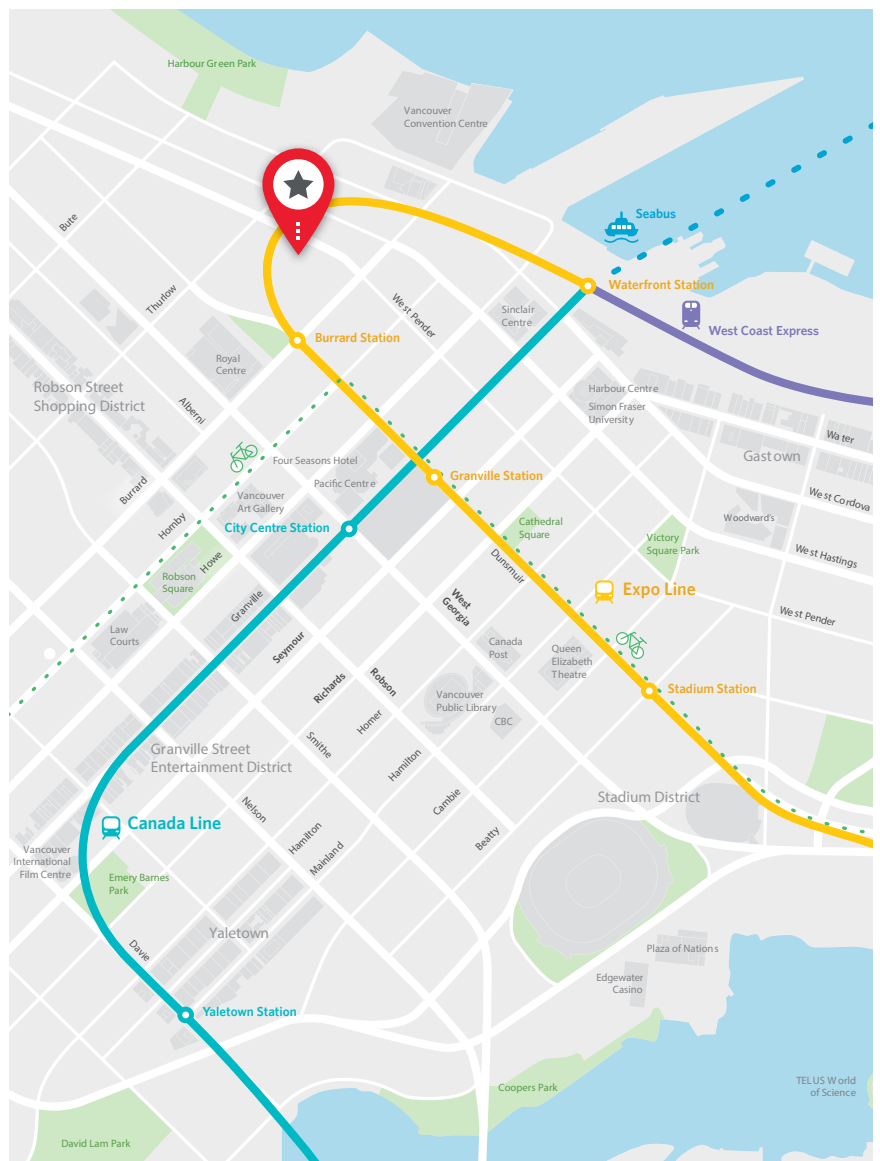 Harbour Green Park
Vancouver
Convention Centre
Seabus
Bute
Waterfront Station
Thurlow
West Pender
Sinclair
Centre
West Coast Express
Burrard Station
Royal
Centre
Robson Street
Shopping District
Harbour Centre
Simon Fraser
University
Alberni
Water
Gastown
Four Seasons Hotel
Pacific Centre
Granville Station
Burrard
West Cordova
Vancouver
Art Gallery
City Centre Station
Hornby
Woodward's
Cathedral
Square
Victory
Square Park
West Hastings
Howe
Dunsmuir
Robson
Square
Expo Line
Granville
West
Georgia
West Pender
Law
Courts
Seymour
Canada
Post
Queen
Elizabeth
Theatre
Richards
Robson
Vancouver
Public Library
Stadium Station
CBC
Homer
Smithe
Granville Street
Entertainment District
Hamilton
Stadium District
Cambie
Nelson
Canada Line
Hamilton
Beatty
Mainland
Vancouver
International
Film Centre
Emery Barnes
Park
Yaletown
Davie
Plaza of Nations
Edgewater
Casino
Yaletown Station
Coopers Park
TELUS World
of Science
David Lam Park